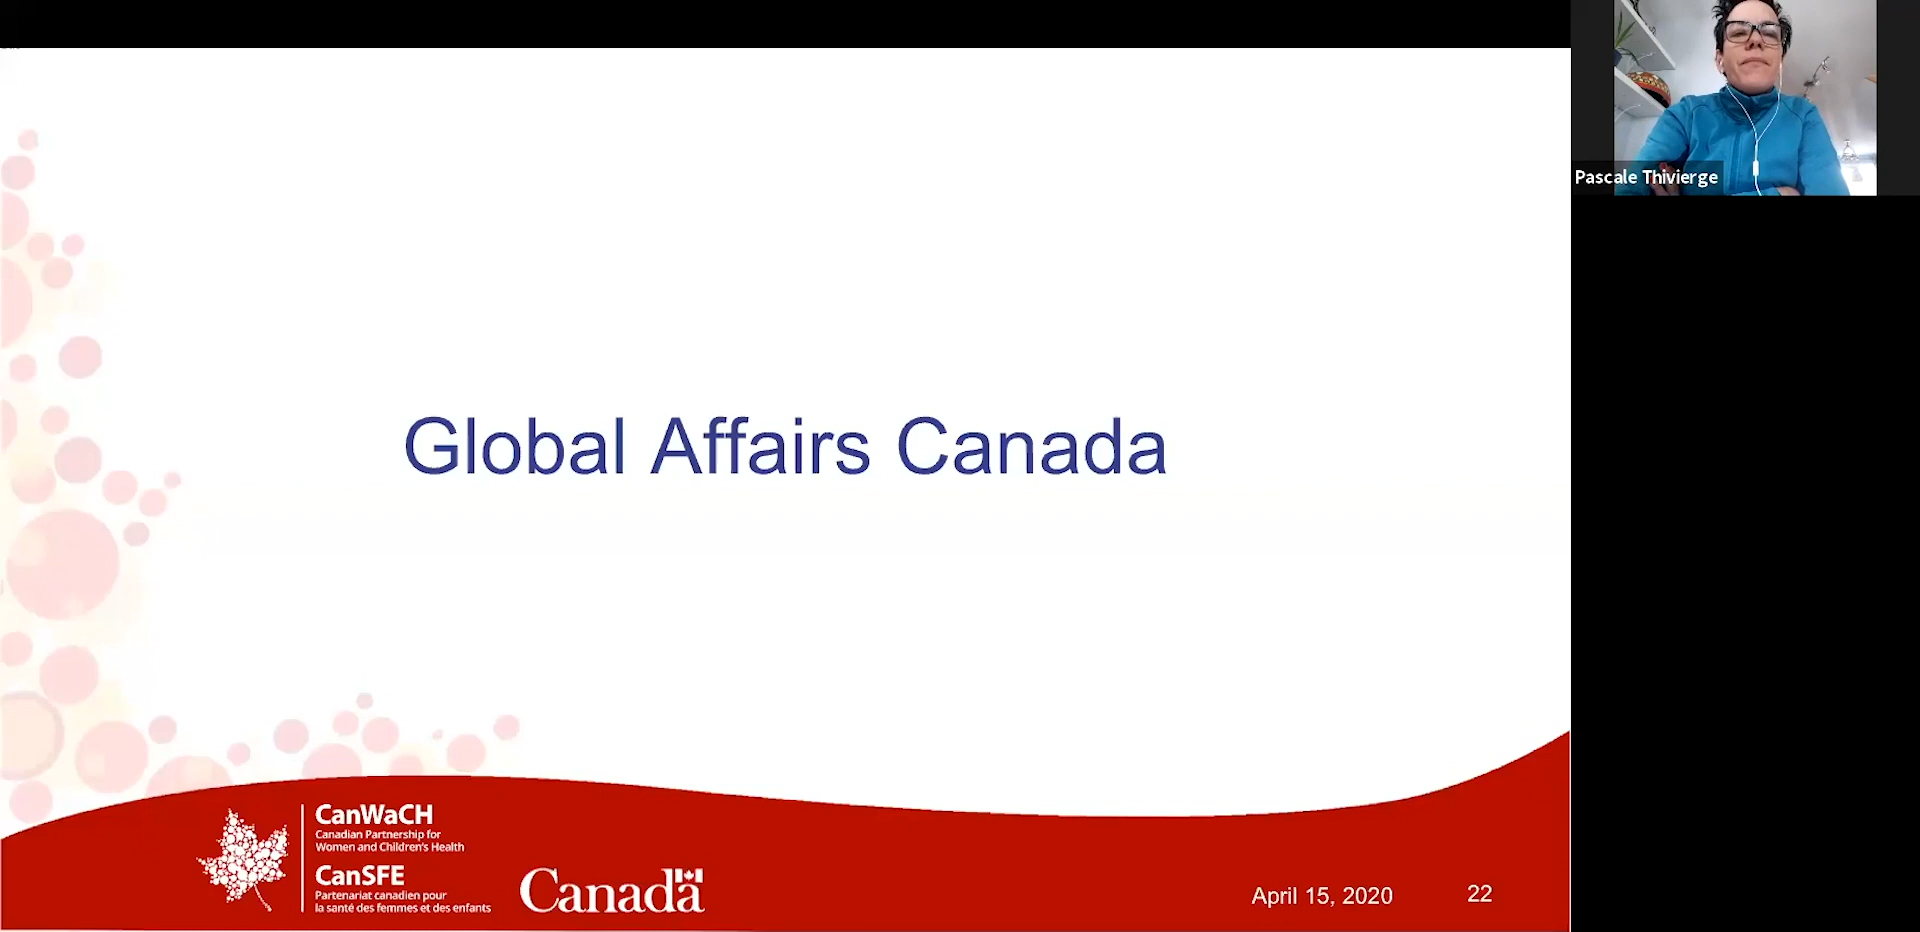 Pascale Thivierge
Global Affairs Canada
CanWaCH
Canadian Partnership for
Women and Children's Health
CanSFE
Partenariat canadien pour
la santé des femmes et des enfants
Canada
April 15, 2020
22